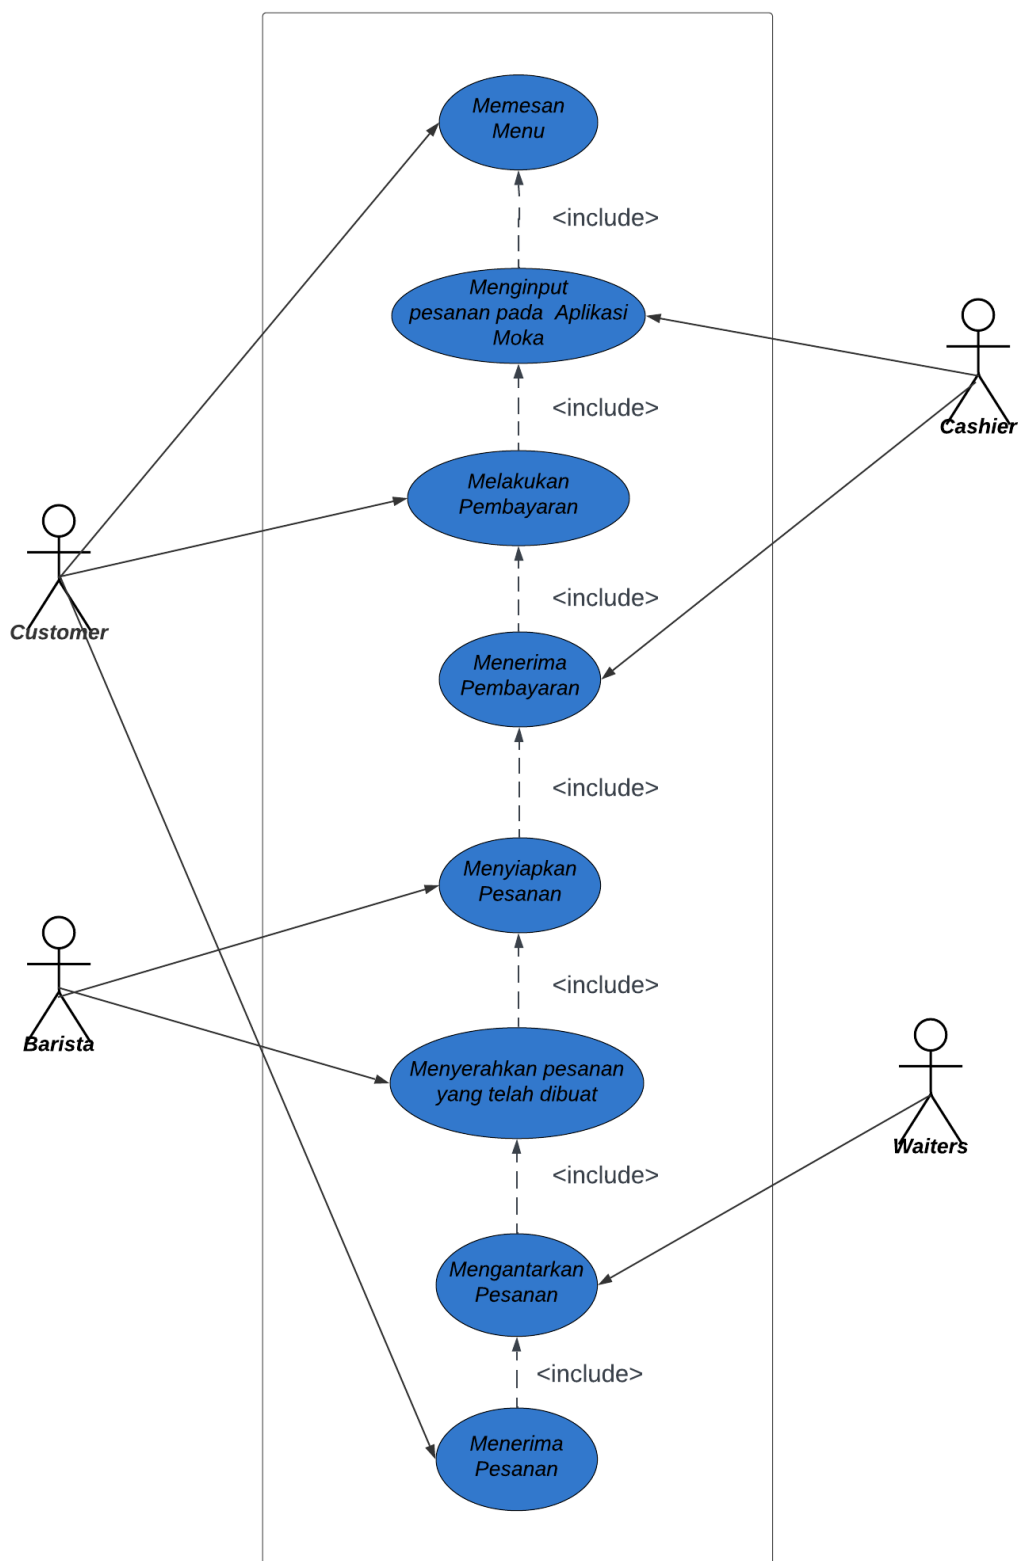 Memesan
Menu
<include>
Menginput
pesanan pada Aplikasi
Moka
<include>
Cashier
Melakukan
Pembayaran
<include>
Customer
Menerima
Pembayaran
<include>
Menyiapkan
Pesanan
<include>
Barista
Menyerahkan pesanan
yang telah dibuat
Waiters
<include>
Mengantarkan
Pesanan
<include>
Menerima
Pesanan